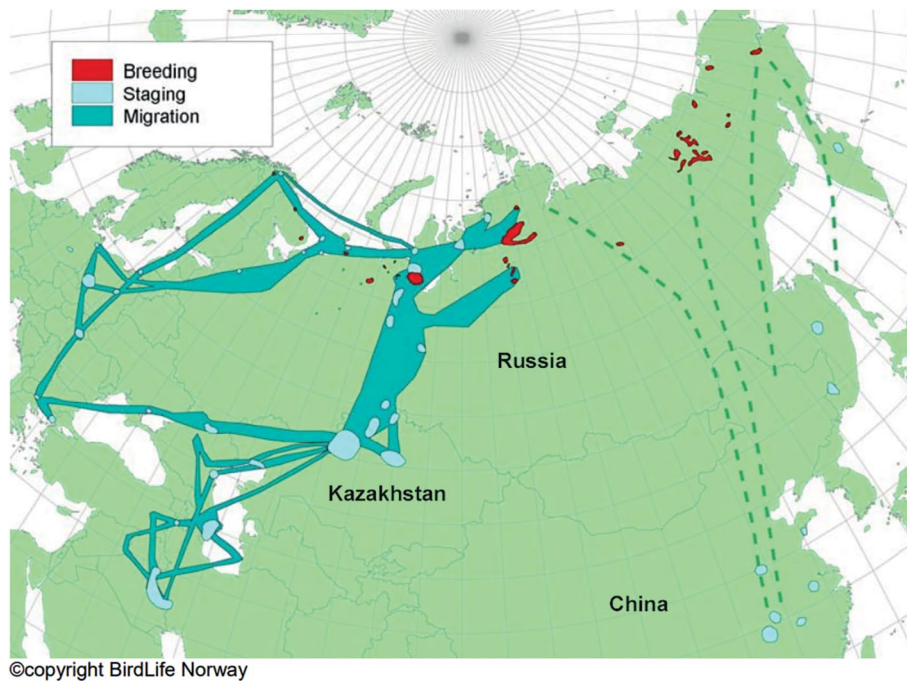 Breeding
Staging
Migration
Russia
Kazakhstan
China
©copyright BirdLife Norway